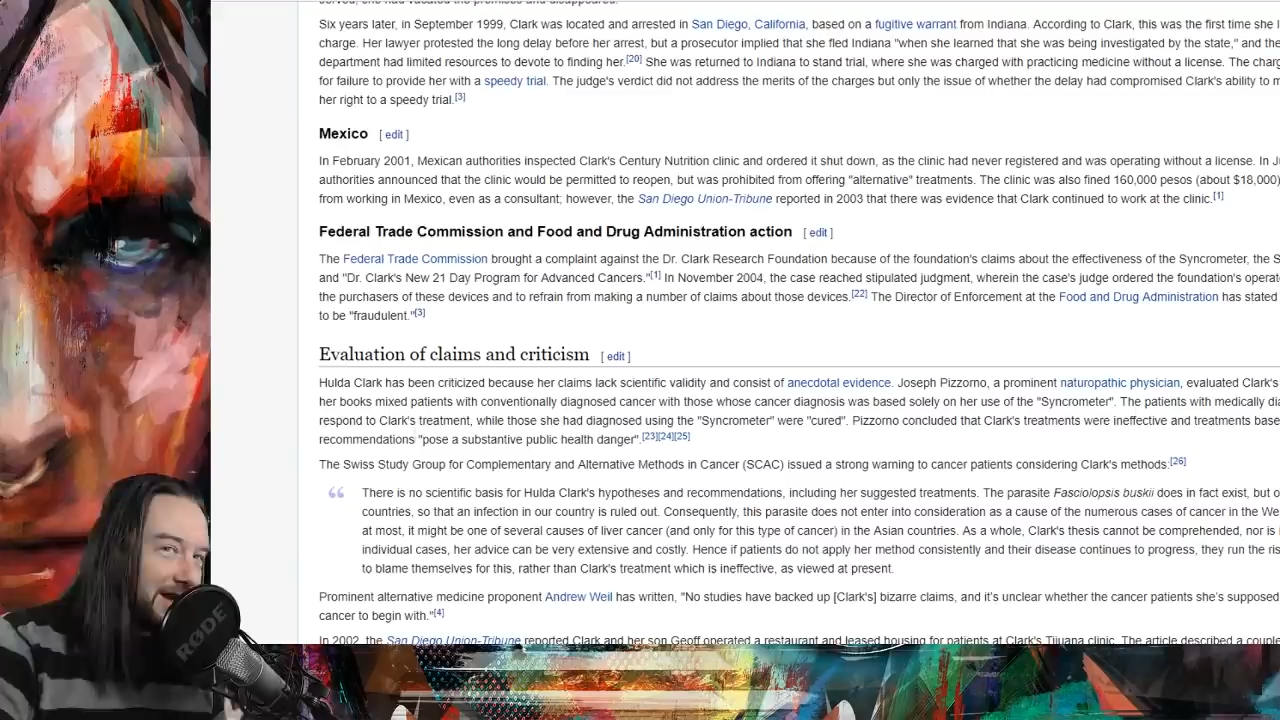 Six years later, in September 1999, Clark was located and arrested in San Diego, California, based on a fugitive warrant from Indiana. According to Clark, this was the first time she
charge. Her lawyer protested the long delay before her arrest, but a prosecutor implied that she fled Indiana "when she learned that she was being investigated by the state," and the
department had limited resources to devote to finding her.[20] She was returned to Indiana to stand trial, where she was charged with practicing medicine without a license. The
for failure to provide her with a speedy trial. The judge's verdict did not address the merits of the charges but only the issue of whether the delay had compromised Clark's ability to
her right to a speedy trial.[3]
Mexico [ edit ]
In February 2001, Mexican authorities inspected Clark's Century Nutrition clinic and ordered it shut down, as the clinic had never registered and was operating without a license. In
authorities announced that the clinic would be permitted to reopen, but was prohibited from offering "alternative" treatments. The clinic was also fined 160,000 pesos (about $18,000)
from working in Mexico, even as a consultant; however, the San Diego Union-Tribune reported in 2003 that there was evidence that Clark continued to work at the clinic.[1]
Federal Trade Commission and Food and Drug Administration action [ edit ]
The Federal Trade Commission brought a complaint against the Dr. Clark Research Foundation because of the foundation's claims about the effectiveness of the Syncrometer, the
and "Dr. Clark's New 21 Day Program for Advanced Cancers."[1] In November 2004, the case reached stipulated judgment, wherein the case's judge ordered the foundation's
the purchasers of these devices and to refrain from making a number of claims about those devices.[22] The Director of Enforcement at the Food and Drug Administration has stated
to be "fraudulent."[3]
Evaluation of claims and criticism [ edit ]
Hulda Clark has been criticized because her claims lack scientific validity and consist of anecdotal evidence. Joseph Pizzorno, a prominent naturopathic physician, evaluated Clark's
her books mixed patients with conventionally diagnosed cancer with those whose cancer diagnosis was based solely on her use of the "Syncrometer". The patients with medically
respond to Clark's treatment, while those she had diagnosed using the "Syncrometer" were "cured". Pizzorno concluded that Clark's treatments were ineffective and treatments
recommendations "pose a substantive public health danger".[23][24][25]
The Swiss Study Group for Complementary and Alternative Methods in Cancer (SCAC) issued a strong warning to cancer patients considering Clark's methods:[26]
There is no scientific basis for Hulda Clark's hypotheses and recommendations, including her suggested treatments. The parasite Fasciolopsis buskii does in fact exist, but
countries, so that an infection in our country is ruled out. Consequently, this parasite does not enter into consideration as a cause of the numerous cases of cancer in the
at most, it might be one of several causes of liver cancer (and only for this type of cancer) in the Asian countries. As a whole, Clark's thesis cannot be comprehended, nor is
individual cases, her advice can be very extensive and costly. Hence if patients do not apply her method consistently and their disease continues to progress, they run the
to blame themselves for this, rather than Clark's treatment which is ineffective, as viewed at present.
Prominent alternative medicine proponent Andrew Weil has written, "No studies have backed up [Clark's] bizarre claims, and it's unclear whether the cancer patients she's supposed
cancer to begin with."[4]
In 2002, the San Diego Union-Tribune reported Clark and her son Geoff operated a restaurant and leased housing for patients at Clark's Tijuana clinic. The article described a
RØDE